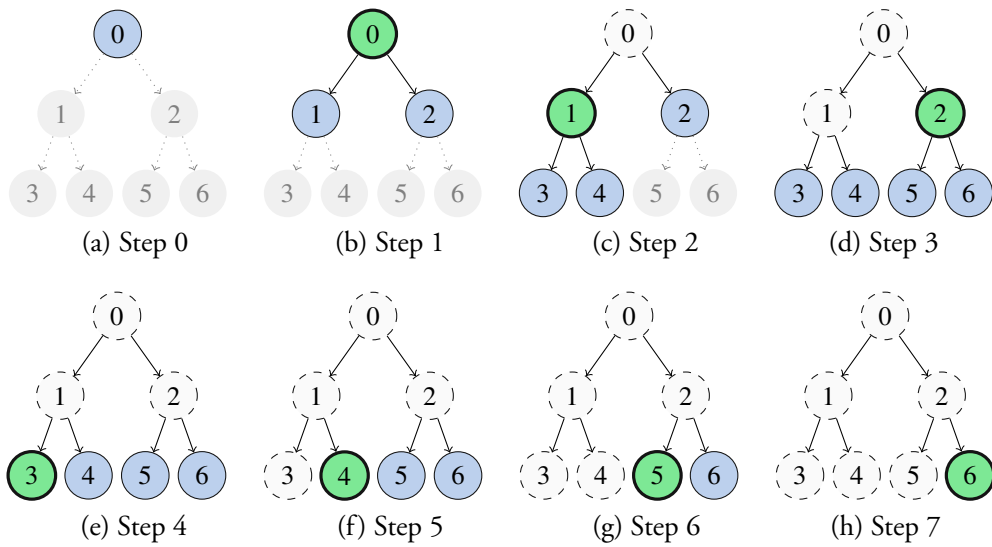 0 0 0 0
1 2 1 2 1 2 1 2
3 4 5 6 3 4 5 6 3 4 5 6 3 4 5 6
(a) Step 0 (b) Step 1 (c) Step 2 (d) Step 3
0 0 0 0
1 2 1 2 1 2 1 2
3 4 5 6 3 4 5 6 3 4 5 6 3 4 5 6
(e) Step 4 (f) Step 5 (g) Step 6 (h) Step 7